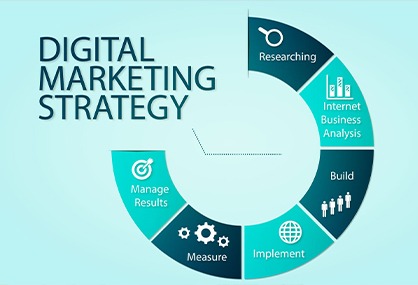 DIGITAL
MARKETING
STRATEGY
Researching
Internet
Business
Analysis
Build
Implement
Measure
Manage
Results